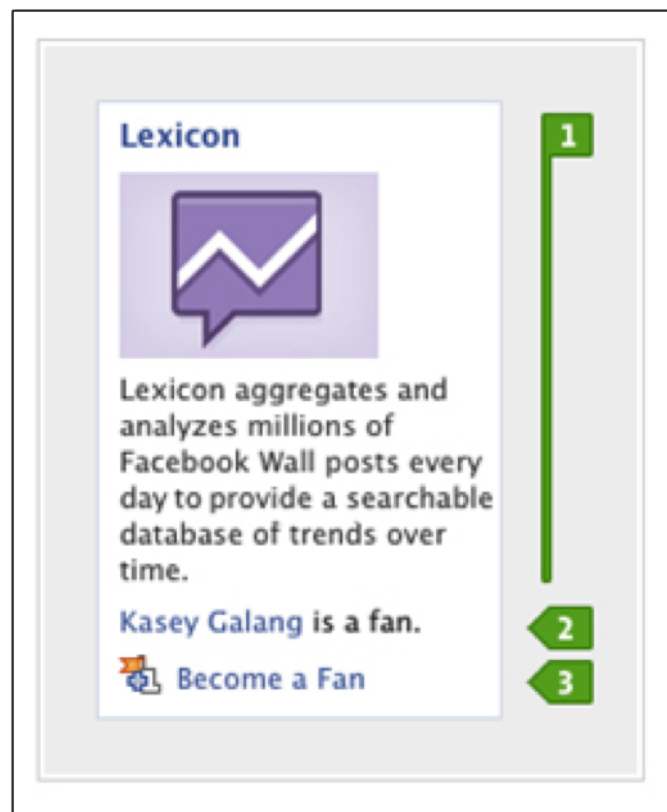 Lexicon
1
Lexicon aggregates and
analyzes millions of
Facebook Wall posts every
day to provide a searchable
database of trends over
time.
Kasey Galang is a fan.
2
Become a Fan
3